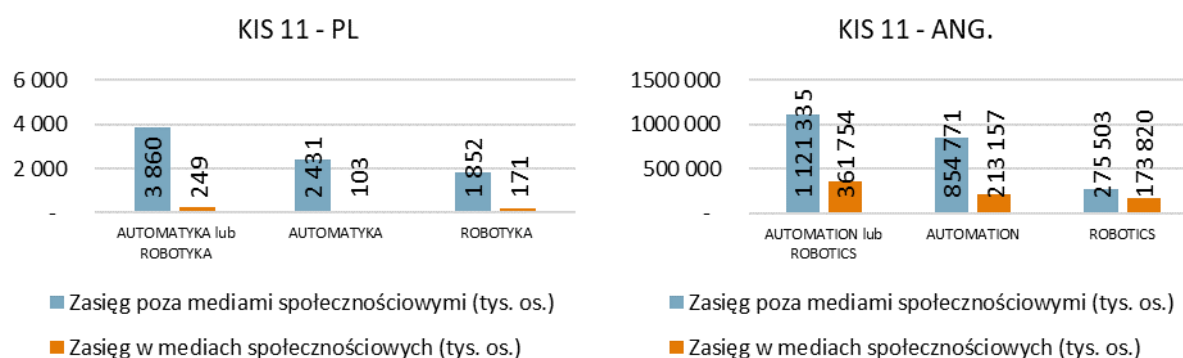 KIS 11 - PL
6 000
4 000
2 000
-
3 860
249
2 431
103
1 852
171
AUTOMATYKA lub
ROBOTYKA
AUTOMATYKA
ROBOTYKA
Zasięg poza mediami społecznościowymi (tys. os.)
Zasięg w mediach społecznościowych (tys. os.)
KIS 11 - ANG.
1500 000
1000 000
500 000
-
1 121 335
361 754
854 771
213 157
275 503
173 820
AUTOMATION lub
ROBOTICS
AUTOMATION
ROBOTICS
Zasięg poza mediami społecznościowymi (tys. os.)
Zasięg w mediach społecznościowych (tys. os.)